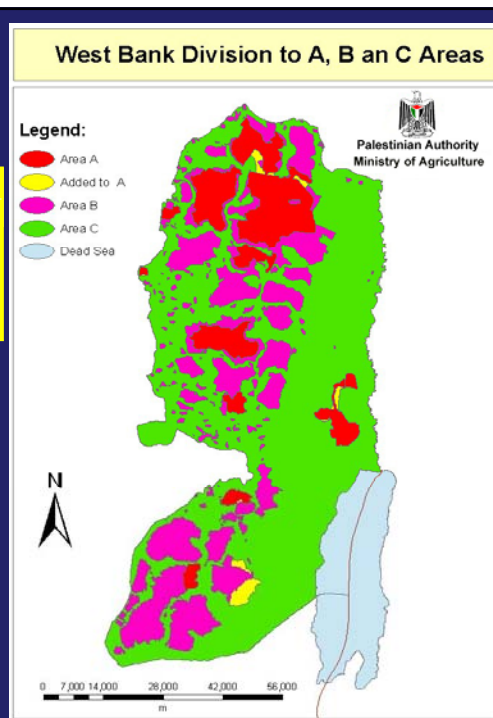 West Bank Division to A, B an C Areas
Legend:
Area A
Added to A
Area B
Area C
Dead Sea
Palestinian Authority
Ministry of Agriculture
N
0 7,000 14,000 28,000 42,000 56,000
m